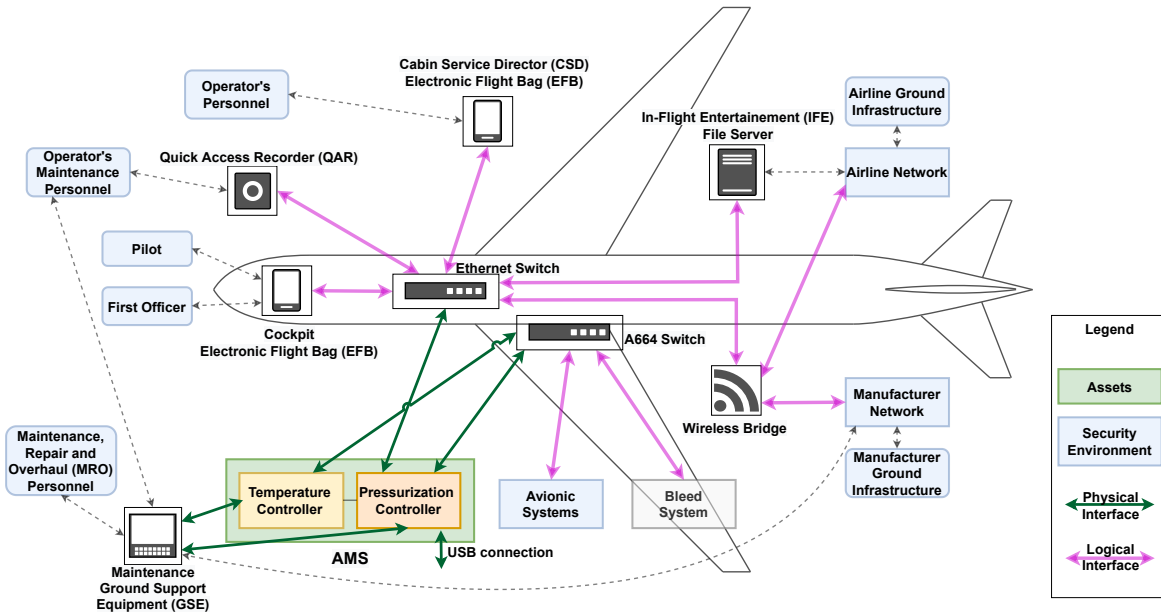 Cabin Service Director (CSD)
Electronic Flight Bag (EFB)
Operator's
Personnel
In-Flight Entertainement (IFE)
File Server
Airline Ground
Infrastructure
Operator's
Maintenance
Personnel
Quick Access Recorder (QAR)
Airline Network
Pilot
First Officer
Ethernet Switch
Cockpit
Electronic Flight Bag (EFB)
A664 Switch
Wireless Bridge
Manufacturer
Network
Manufacturer
Ground
Infrastructure
Maintenance,
Repair and
Overhaul (MRO)
Personnel
Temperature
Controller
Pressurization
Controller
Avionic
Systems
Bleed
System
AMS
USB connection
Maintenance
Ground Support
Equipment (GSE)
Legend
Assets
Security
Environment
Physical
Interface
Logical
Interface